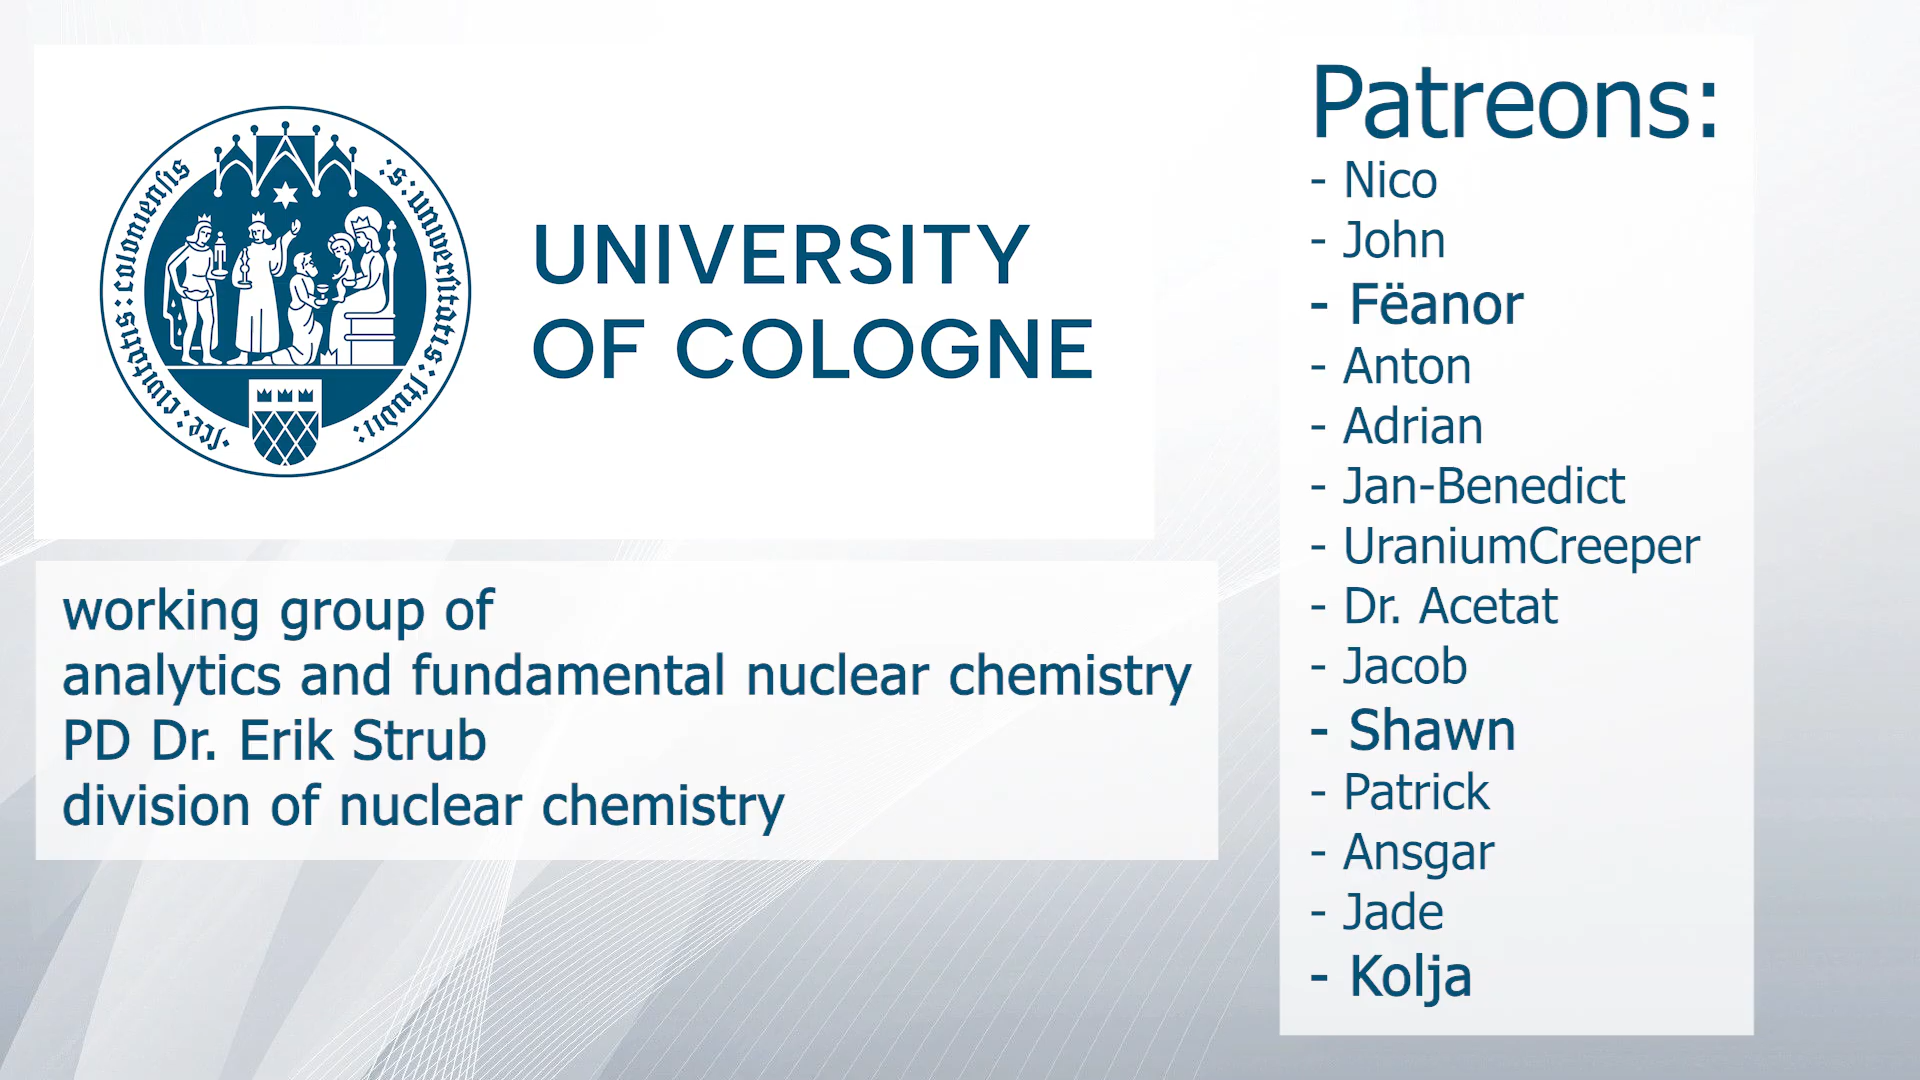 UNIVERSITY
OF COLOGNE
working group of
analytics and fundamental nuclear chemistry
PD Dr. Erik Strub
division of nuclear chemistry
Patreons:
- Nico
- John
- Fëanor
- Anton
- Adrian
- Jan-Benedict
- UraniumCreeper
- Dr. Acetat
- Jacob
- Shawn
- Patrick
- Ansgar
- Jade
- Kolja